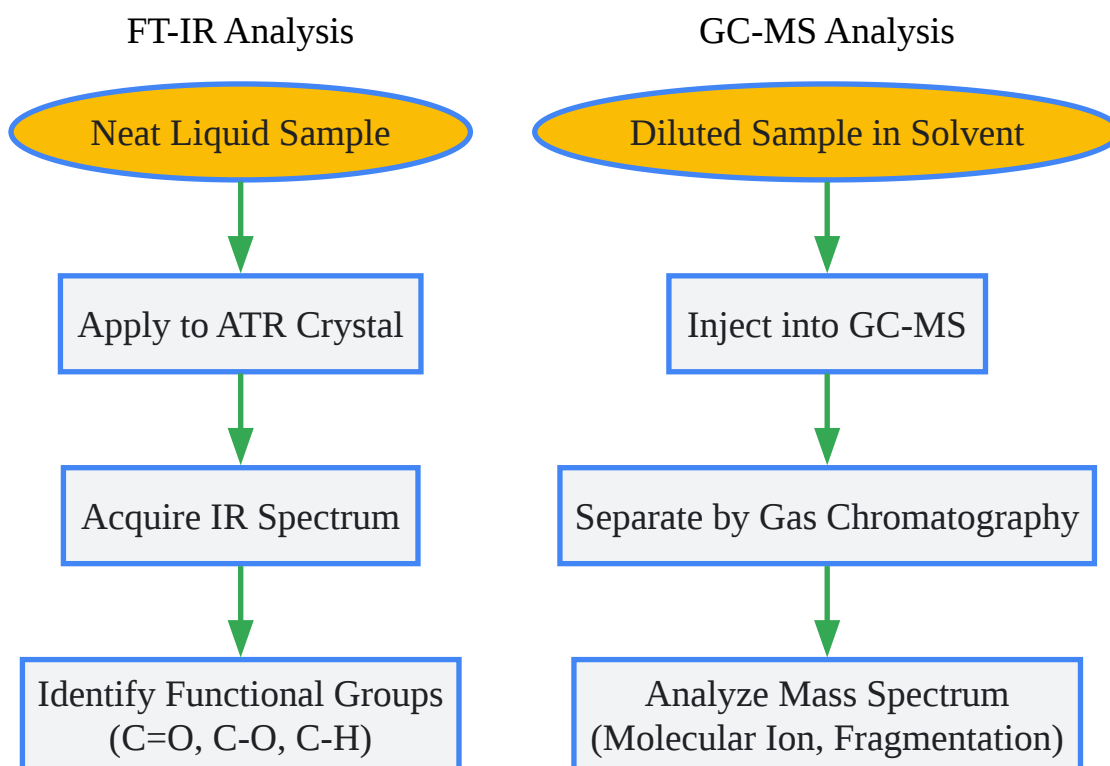 FT-IR Analysis
Neat Liquid Sample
Apply to ATR Crystal
Acquire IR Spectrum
Identify Functional Groups
(C=O, C-O, C-H)
GC-MS Analysis
Diluted Sample in Solvent
Inject into GC-MS
Separate by Gas Chromatography
Analyze Mass Spectrum
(Molecular Ion, Fragmentation)